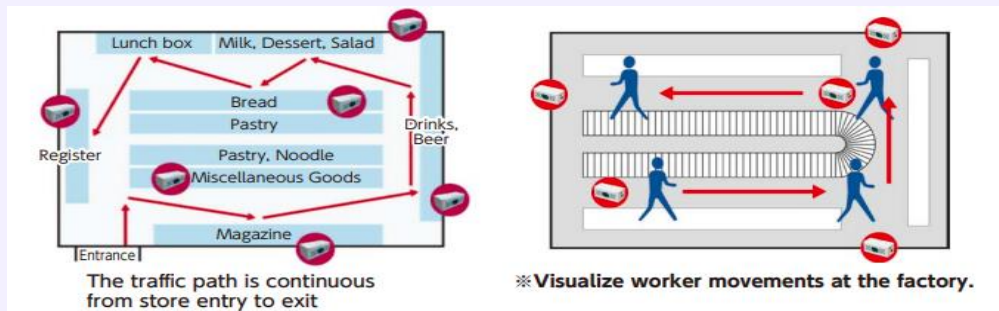 Lunch box
Milk, Dessert, Salad
Bread
Pastry
Drinks,
Beer
Register
Pastry, Noodle
Miscellaneous Goods
Magazine
Entrance
The traffic path is continuous
from store entry to exit
※Visualize worker movements at the factory.